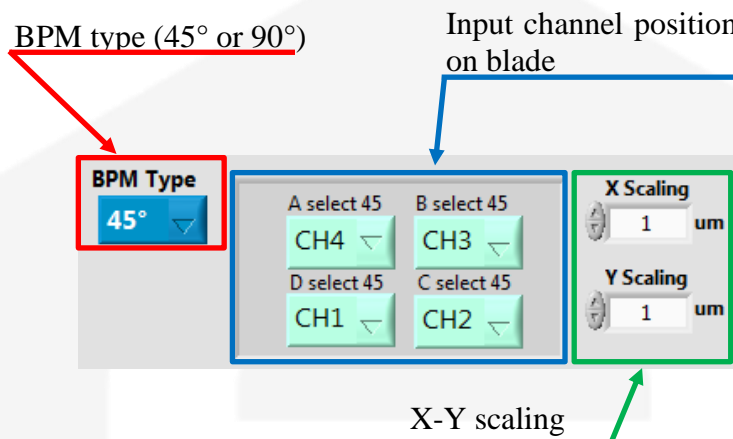 BPM type (45° or 90°)
Input channel position
on blade
BPM Type
45°
A select 45
B select 45
CH4
CH3
D select 45
C select 45
CH1
CH2
X Scaling
1 um
Y Scaling
1 um
X-Y scaling